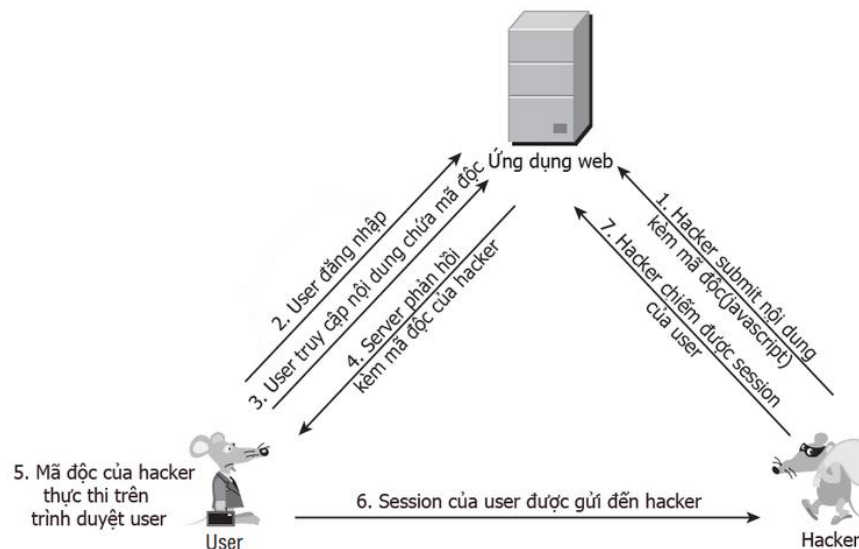 Ứng dụng web
1. Hacker submit nội dung
kèm mã độc(javascript)
2. User đăng nhập
3. User truy cập nội dung chứa mã độc
4. Server phản hồi
kèm mã độc của hacker
7. Hacker chiếm được session
của user
5. Mã độc của hacker
thực thi trên
trình duyệt user
6. Session của user được gửi đến hacker
User
Hacker